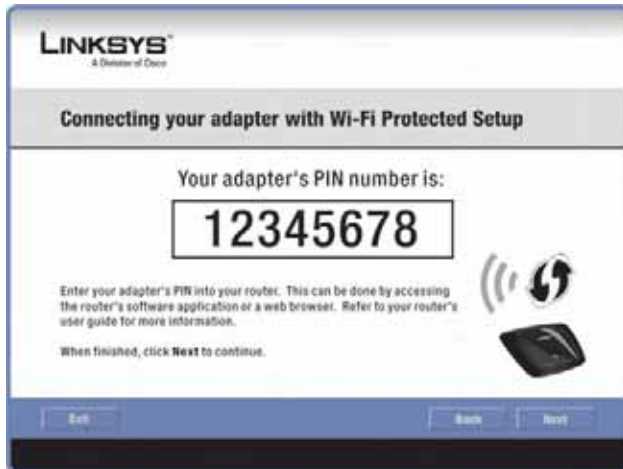 LINKSYS®
A Division of Cisco
Connecting your adapter with Wi-Fi Protected Setup
Your adapter's PIN number is:
12345678
Enter your adapter's PIN into your router. This can be done by accessing
the router's software application or a web browser. Refer to your router's
user guide for more information.
When finished, click Next to continue.
Exit
Back
Next